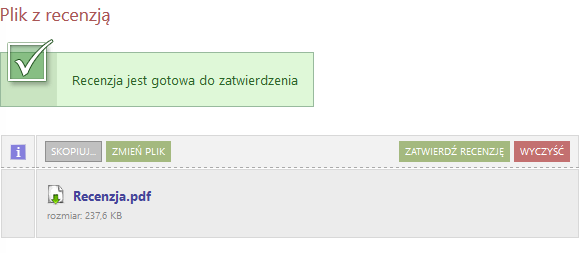 Plik z recenzją
Recenzja jest gotowa do zatwierdzenia
SKOPIUJ... ZMIEŃ PLIK ZATWIERDŹ RECENZJĘ WYCZYŚĆ
Recenzja.pdf
rozmiar: 237,6 KB